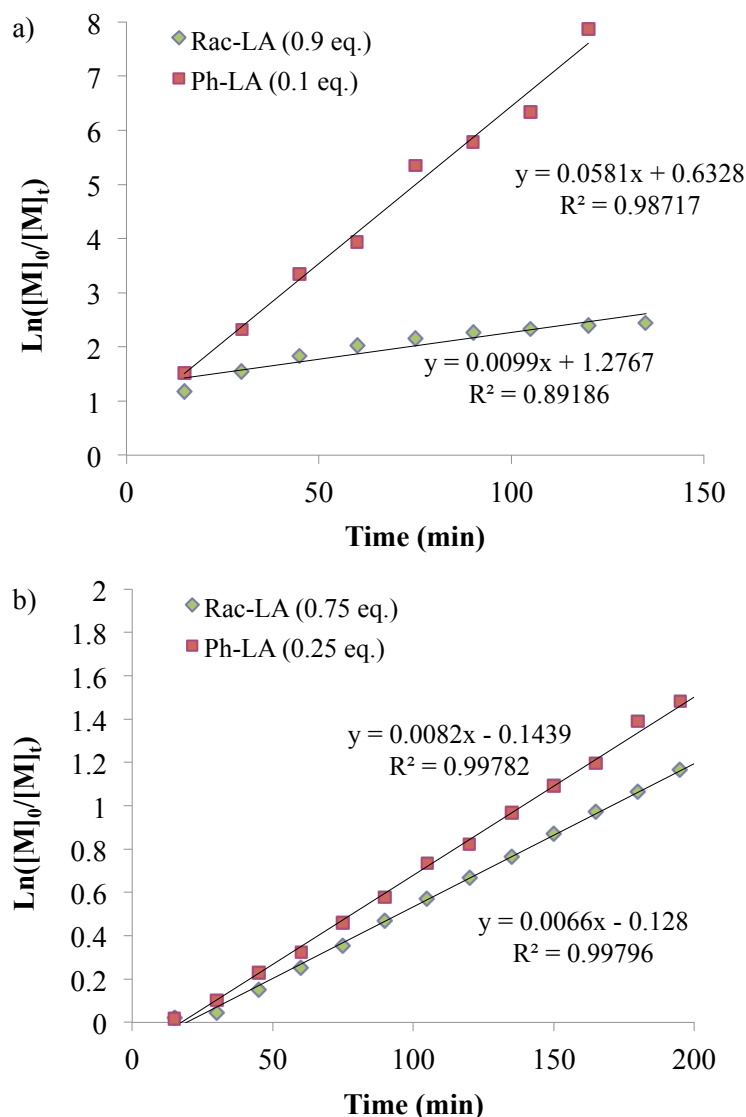 a)
8
7
6
5
4
3
2
1
0
Ln([M]₀/[M]ₜ)
Rac-LA (0.9 eq.)
Ph-LA (0.1 eq.)
y = 0.0581x + 0.6328
R² = 0.98717
y = 0.0099x + 1.2767
R² = 0.89186
0 50 100 150
Time (min)
b)
2
1.8
1.6
1.4
1.2
1
0.8
0.6
0.4
0.2
0
Ln([M]₀/[M]ₜ)
Rac-LA (0.75 eq.)
Ph-LA (0.25 eq.)
y = 0.0082x - 0.1439
R² = 0.99782
y = 0.0066x - 0.128
R² = 0.99796
0 50 100 150 200
Time (min)